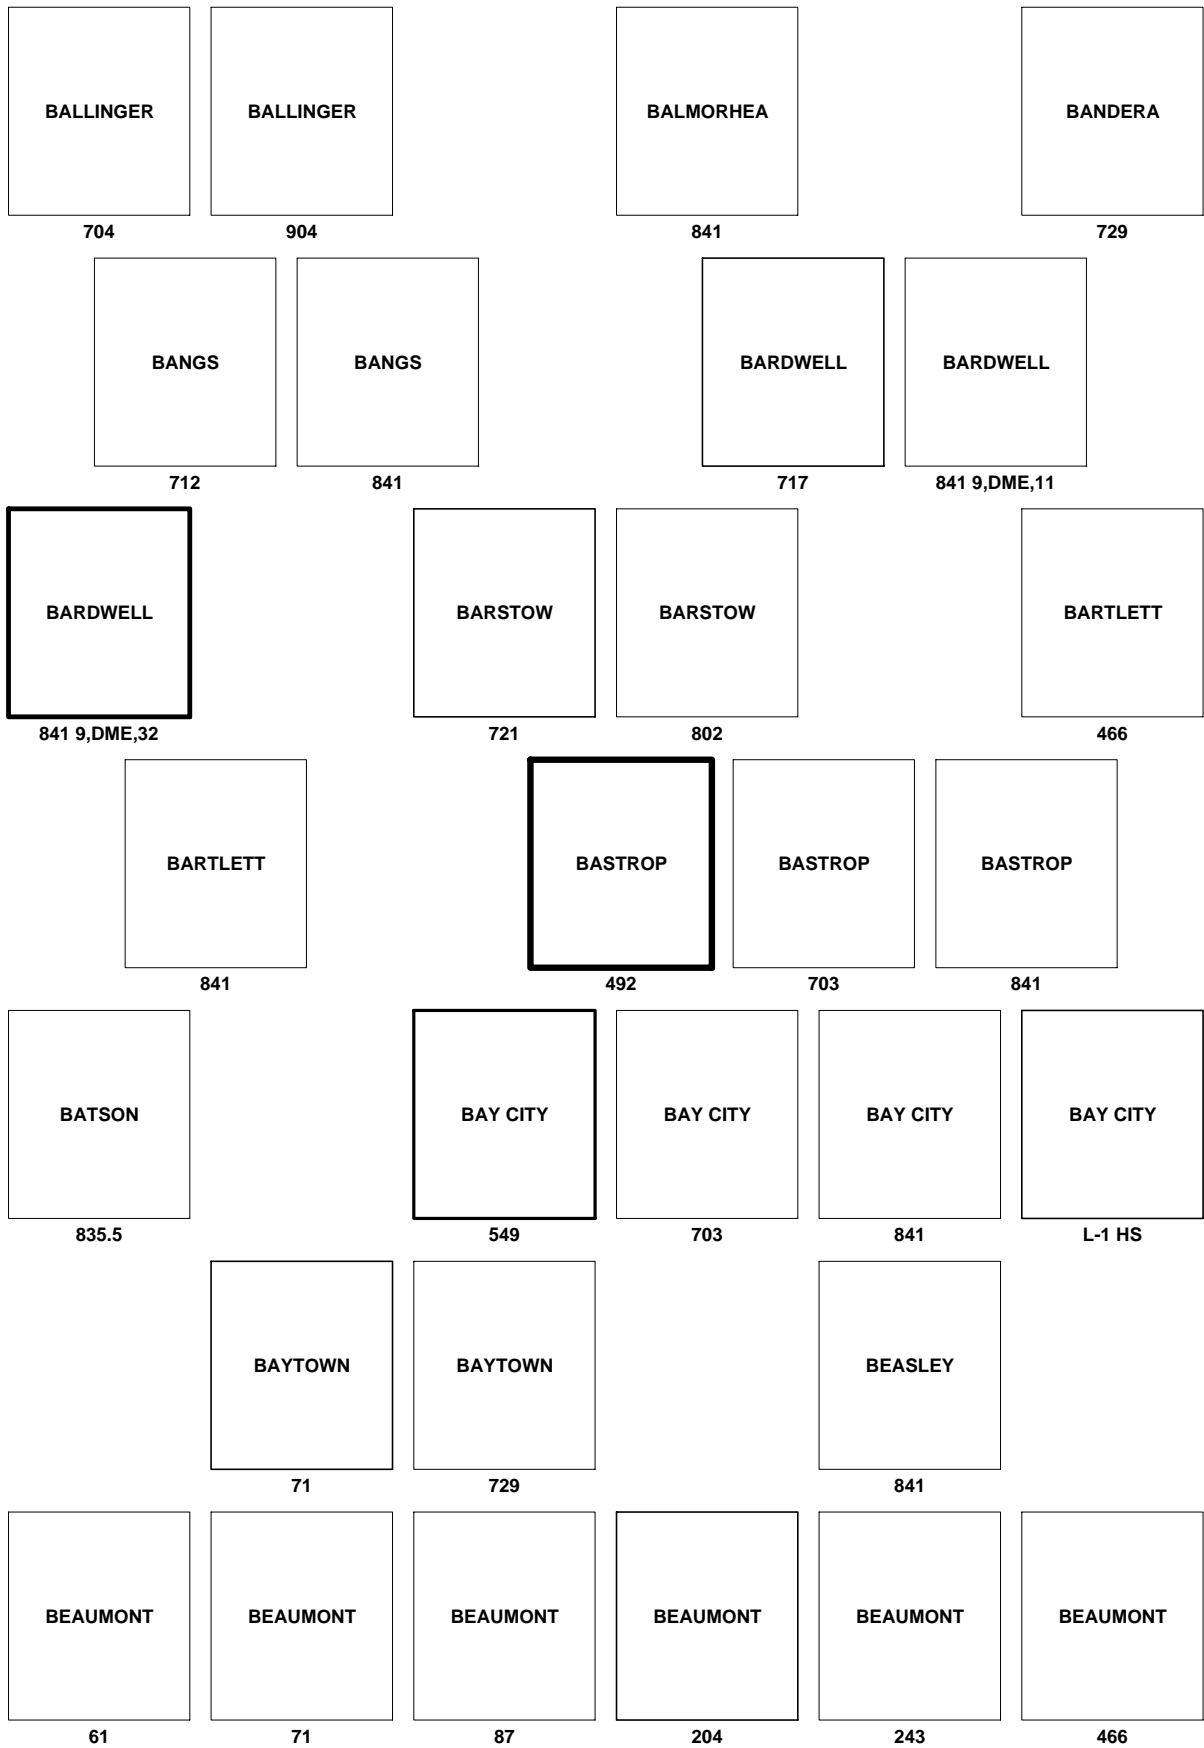 BALLINGER BALLINGER BALMORHEA BANDERA
704 904 841 729
BANGS BANGS BARDWELL BARDWELL
712 841 717 841 9,DME,11
BARDWELL BARSTOW BARSTOW BARTLETT
841 9,DME,32 721 802 466
BARTLETT BASTROP BASTROP BASTROP
841 492 703 841
BATSON BAY CITY BAY CITY BAY CITY BAY CITY
835.5 549 703 841 L-1 HS
BAYTOWN BAYTOWN BEASLEY
71 729 841
BEAUMONT BEAUMONT BEAUMONT BEAUMONT BEAUMONT BEAUMONT
61 71 87 204 243 466